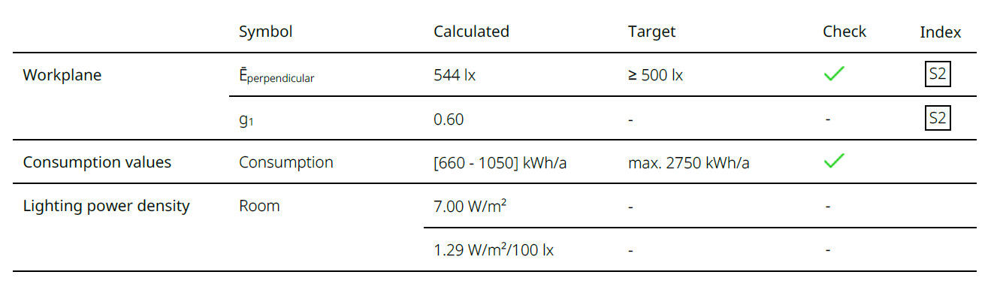 Symbol Calculated Target Check Index
Workplane Ēperpendicular 544 lx ≥ 500 lx S2
g1 0.60 - - S2
Consumption values Consumption [660 - 1050] kWh/a max. 2750 kWh/a
Lighting power density Room 7.00 W/m² - -
1.29 W/m²/100 lx - -